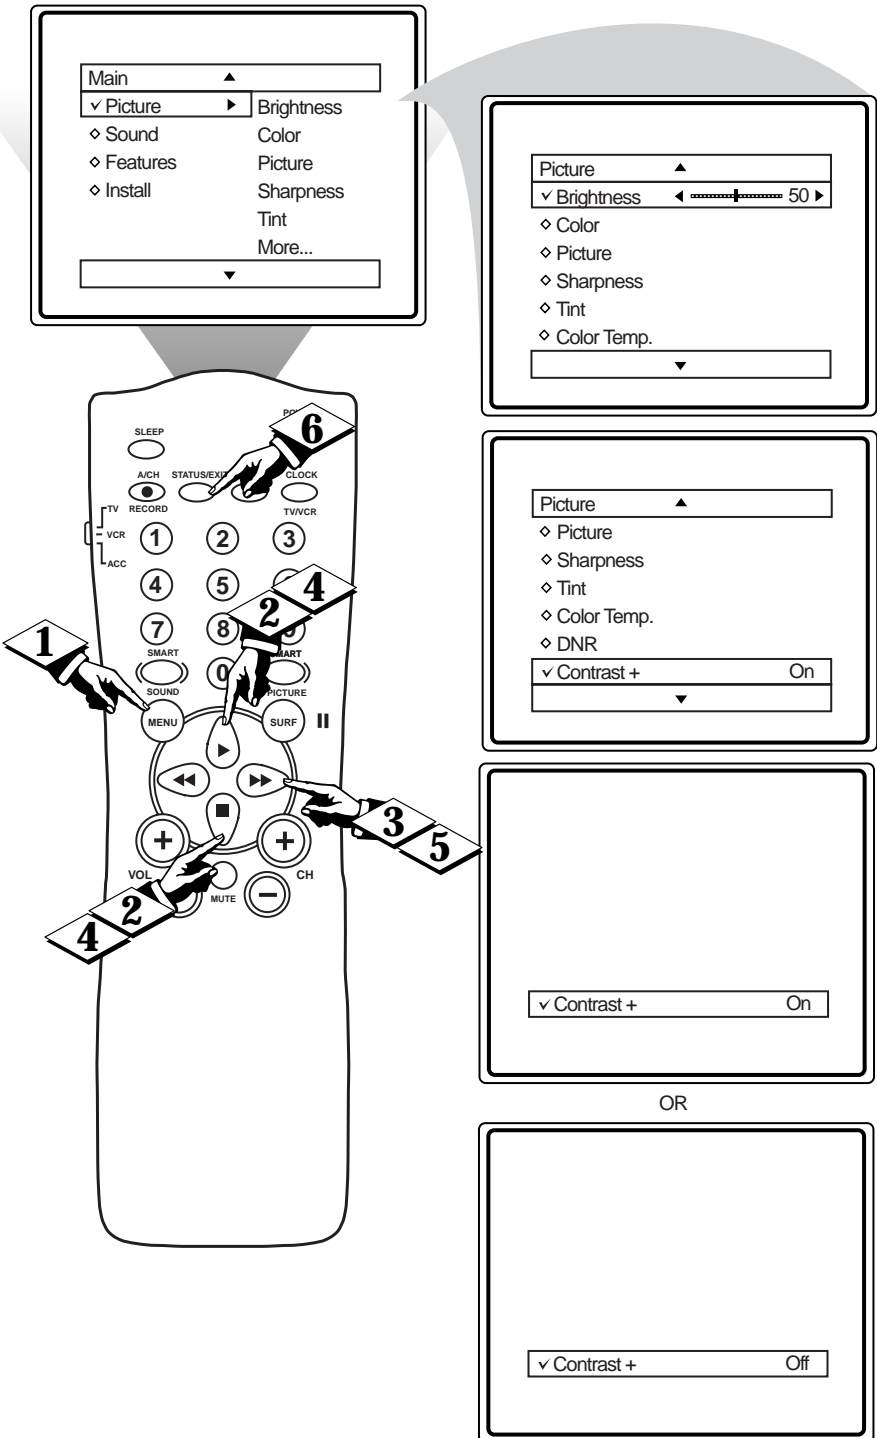 Main
Picture Brightness
Sound Color
Features Picture
Install Sharpness
Tint
More...
Picture
Brightness 50
Color
Picture
Sharpness
Tint
Color Temp.
Picture
Picture
Sharpness
Tint
Color Temp.
DNR
Contrast + On
Contrast + On
OR
Contrast + Off
6
SLEEP
A/CH STATUS/EXIT CLOCK
TV RECORD TV/VCR
VCR
ACC
1 2 3
4 5
7 8
SMART
0
SOUND PICTURE
MENU SURF
VOL CH
MUTE
1
2 4
3 5
4 2